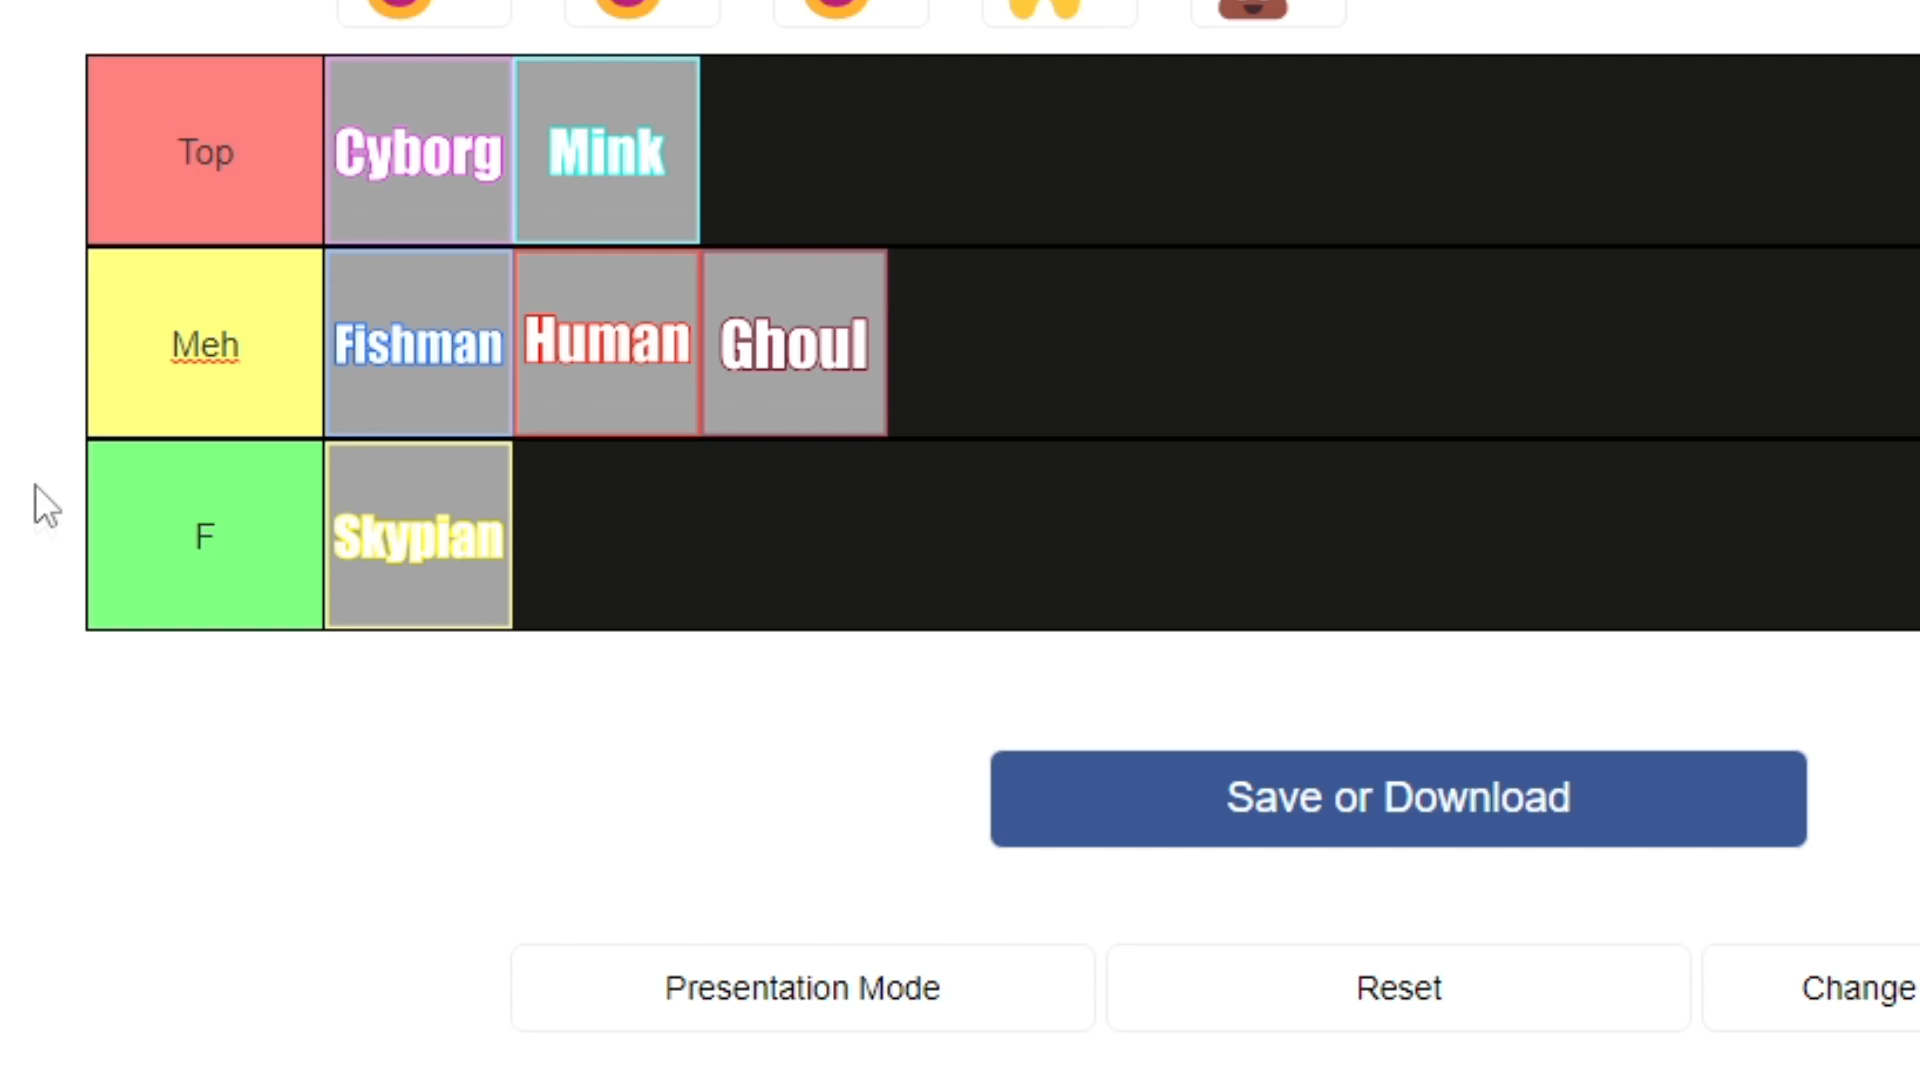 Top
Cyborg
Mink
Meh
Fishman
Human
Ghoul
F
Skypian
Save or Download
Presentation Mode
Reset
Change